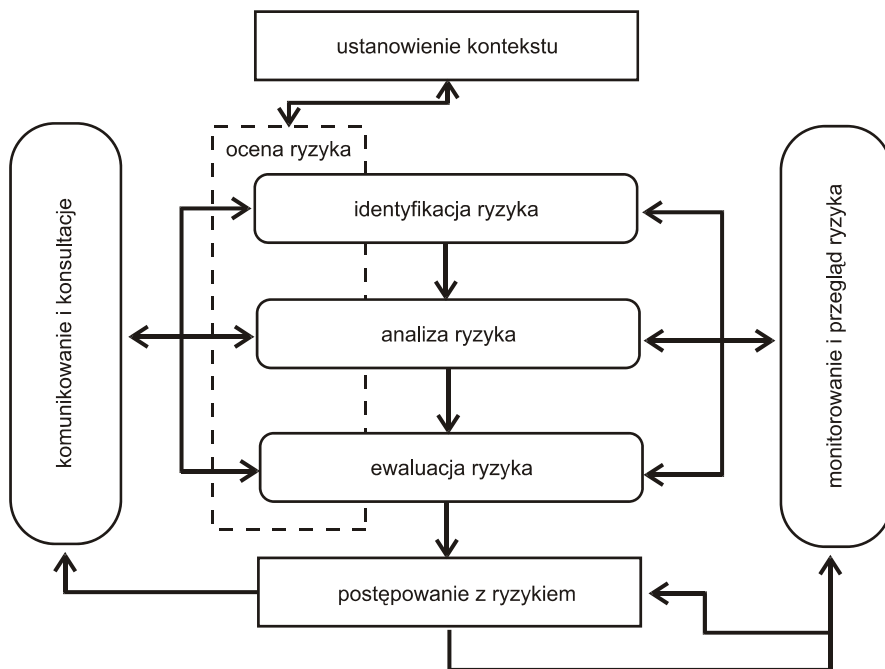 ustanowienie kontekstu
ocena ryzyka
identyfikacja ryzyka
analiza ryzyka
ewaluacja ryzyka
postępowanie z ryzykiem
komunikowanie i konsultacje
monitorowanie i przegląd ryzyka